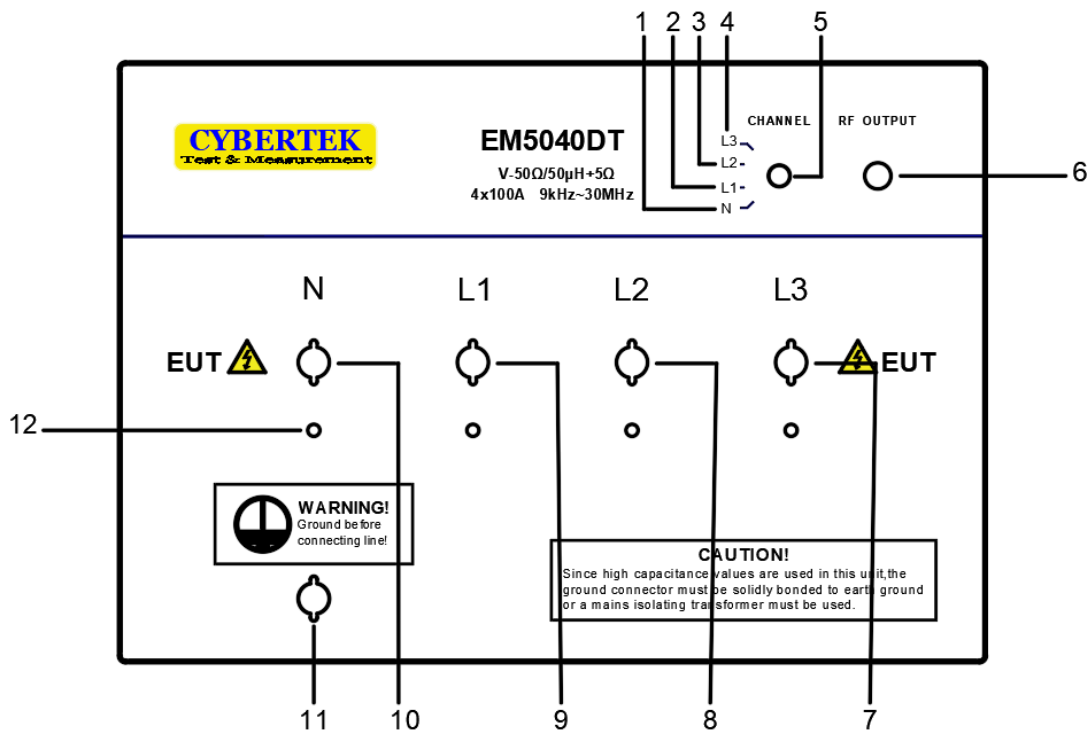 1 2 3 4 5
CYBERTEK
Test & Measurement
EM5040DT
V-50Ω/50μH+5Ω
4x100A 9kHz~30MHz
CHANNEL
RF OUTPUT
L3
L2
L1
N
6
N L1 L2 L3
EUT
EUT
12
WARNING!
Ground before
connecting line!
CAUTION!
Since high capacitance values are used in this unit,the
ground connector must be solidly bonded to earth ground
or a mains isolating transformer must be used.
11 10 9 8 7